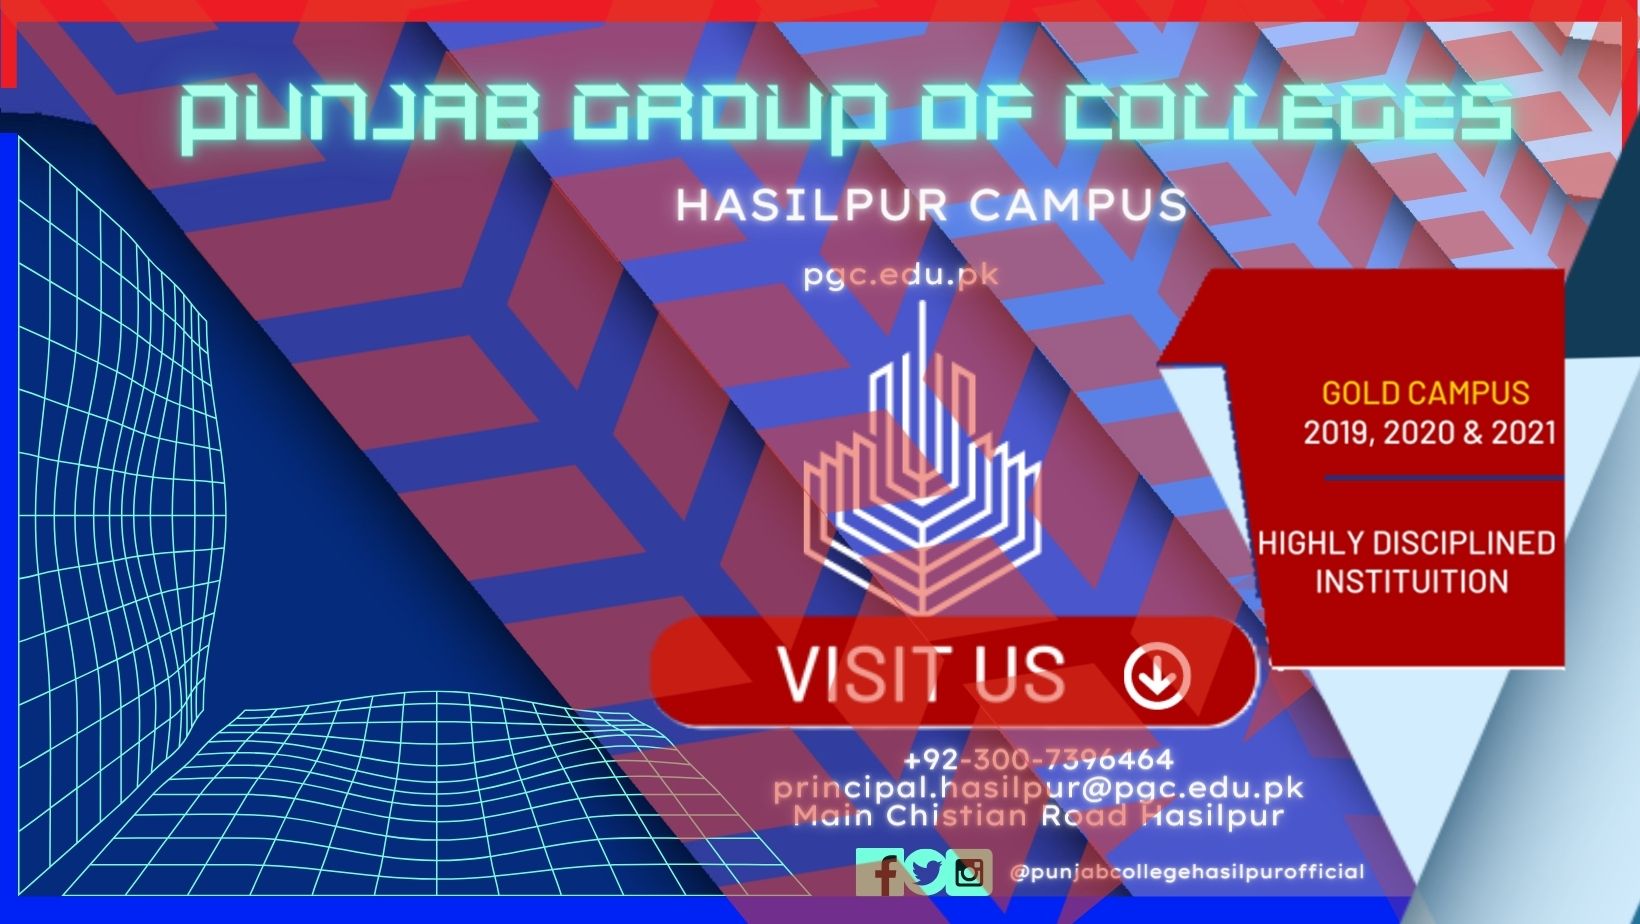 PUNJAB GROUP OF COLLEGES
HASILPUR CAMPUS
pgc.edu.pk
GOLD CAMPUS
2019, 2020 & 2021
HIGHLY DISCIPLINED
INSTITUITION
VISIT US
+92-300-7396464
principal.hasilpur@pgc.edu.pk
Main Chistian Road Hasilpur
@punjabcollegehasilpurofficial